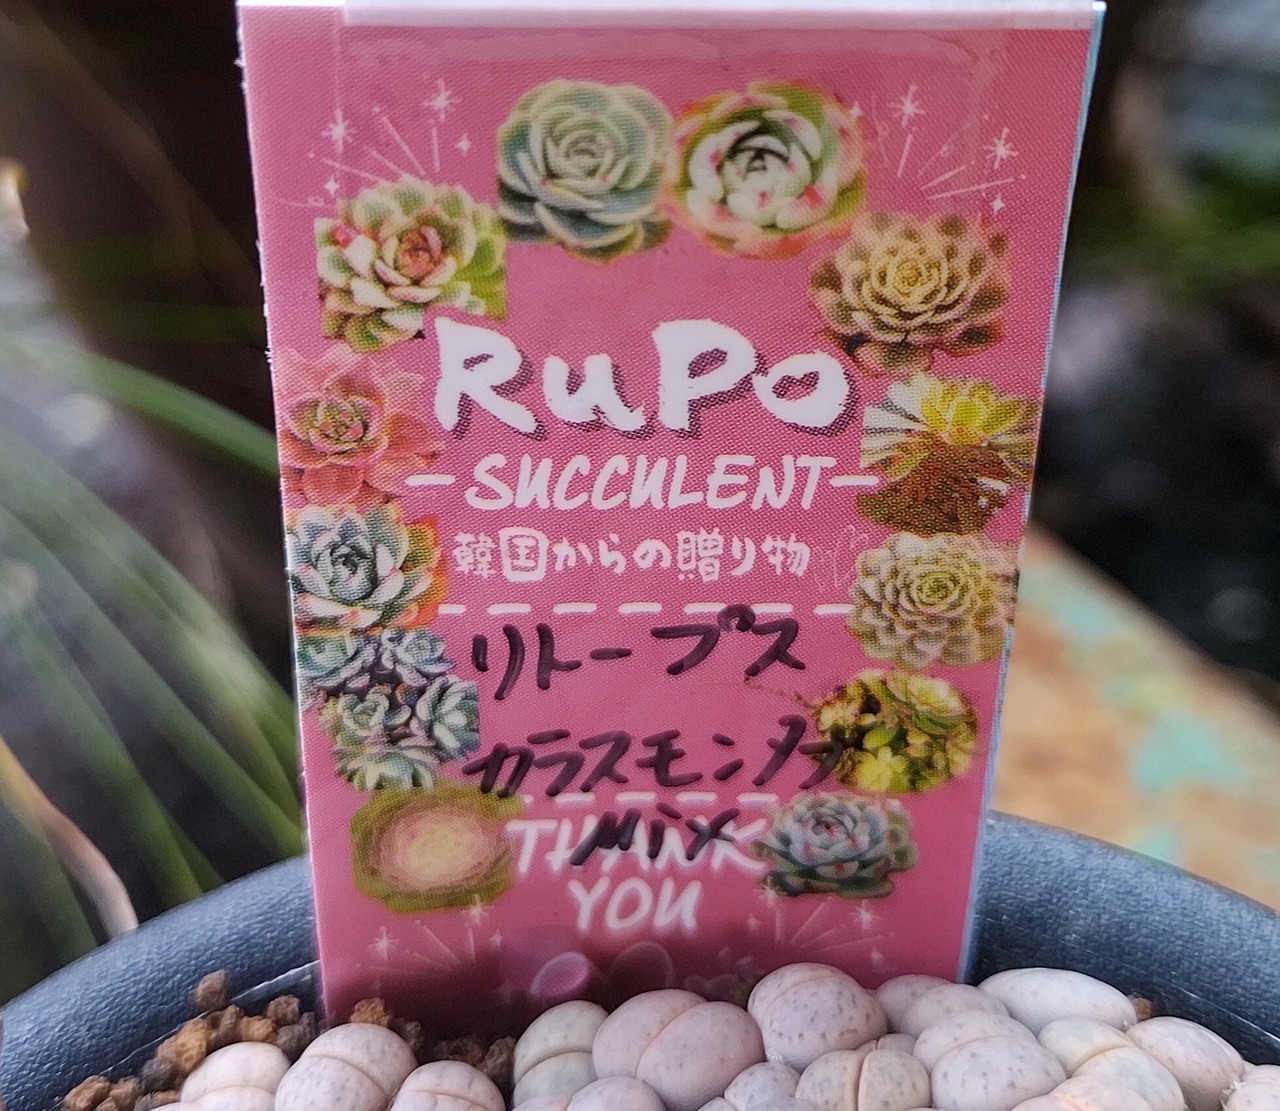 RuPo
-SUCCULENT-
韓国からの贈り物
リトープス
カラスモンタナ
Mix
THANK
YOU